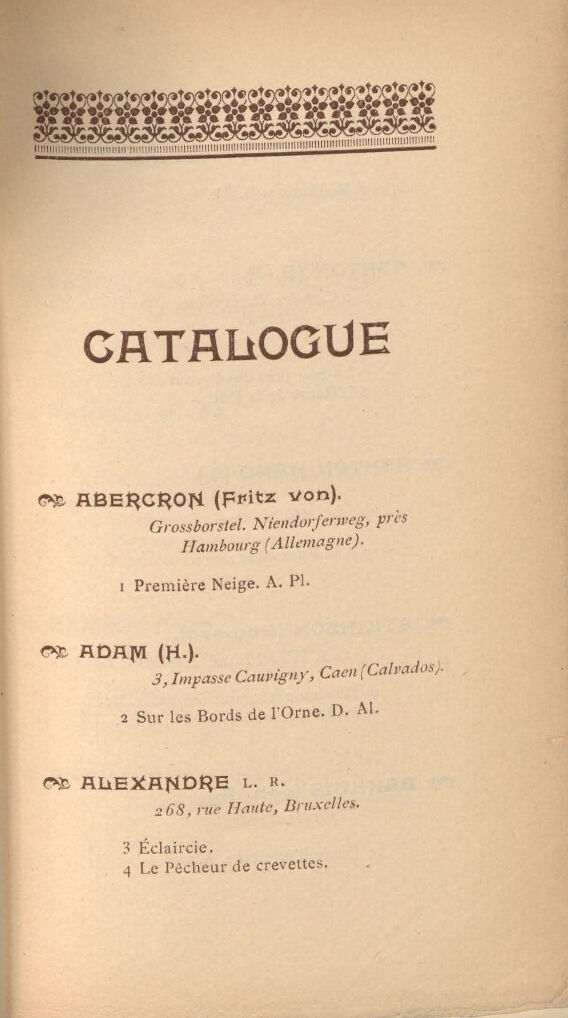 CATALOGUE
ABERCRON (Fritz von).
Grossborstel. Niendorferweg, près
Hambourg (Allemagne).
1 Première Neige. A. Pl.
ADAM (H.).
3, Impasse Cauvigny, Caen (Calvados).
2 Sur les Bords de l'Orne. D. Al.
ALEXANDRE L. R.
268, rue Haute, Bruxelles.
3 Éclaircie.
4 Le Pêcheur de crevettes.